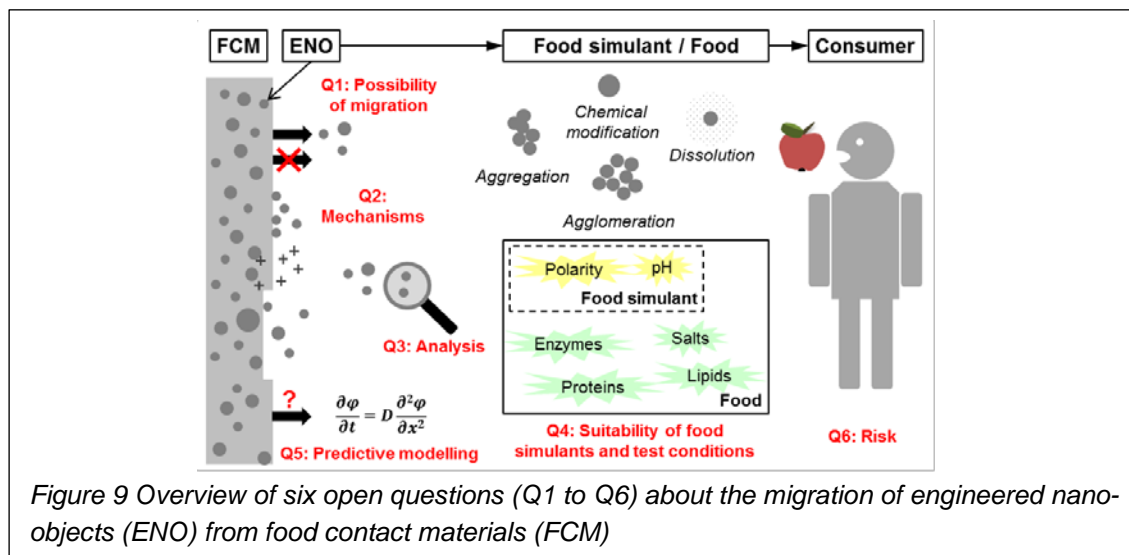 FCM
ENO
Food simulant / Food
Consumer
Q1: Possibility
of migration
Chemical
modification
Dissolution
Aggregation
Agglomeration
Q2:
Mechanisms
Polarity
pH
Food simulant
Q3: Analysis
Enzymes
Salts
Proteins
Lipids
Food
?
∂φ/∂t = D ∂²φ/∂x²
Q5: Predictive modelling
Q4: Suitability of food
simulants and test conditions
Q6: Risk
Figure 9 Overview of six open questions (Q1 to Q6) about the migration of engineered nano-
objects (ENO) from food contact materials (FCM)